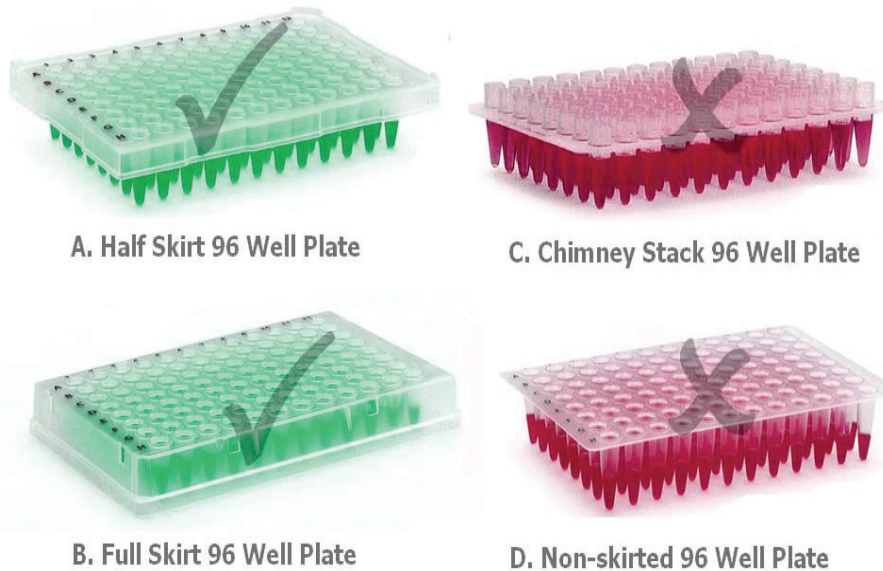 A. Half Skirt 96 Well Plate
C. Chimney Stack 96 Well Plate
B. Full Skirt 96 Well Plate
D. Non-skirted 96 Well Plate